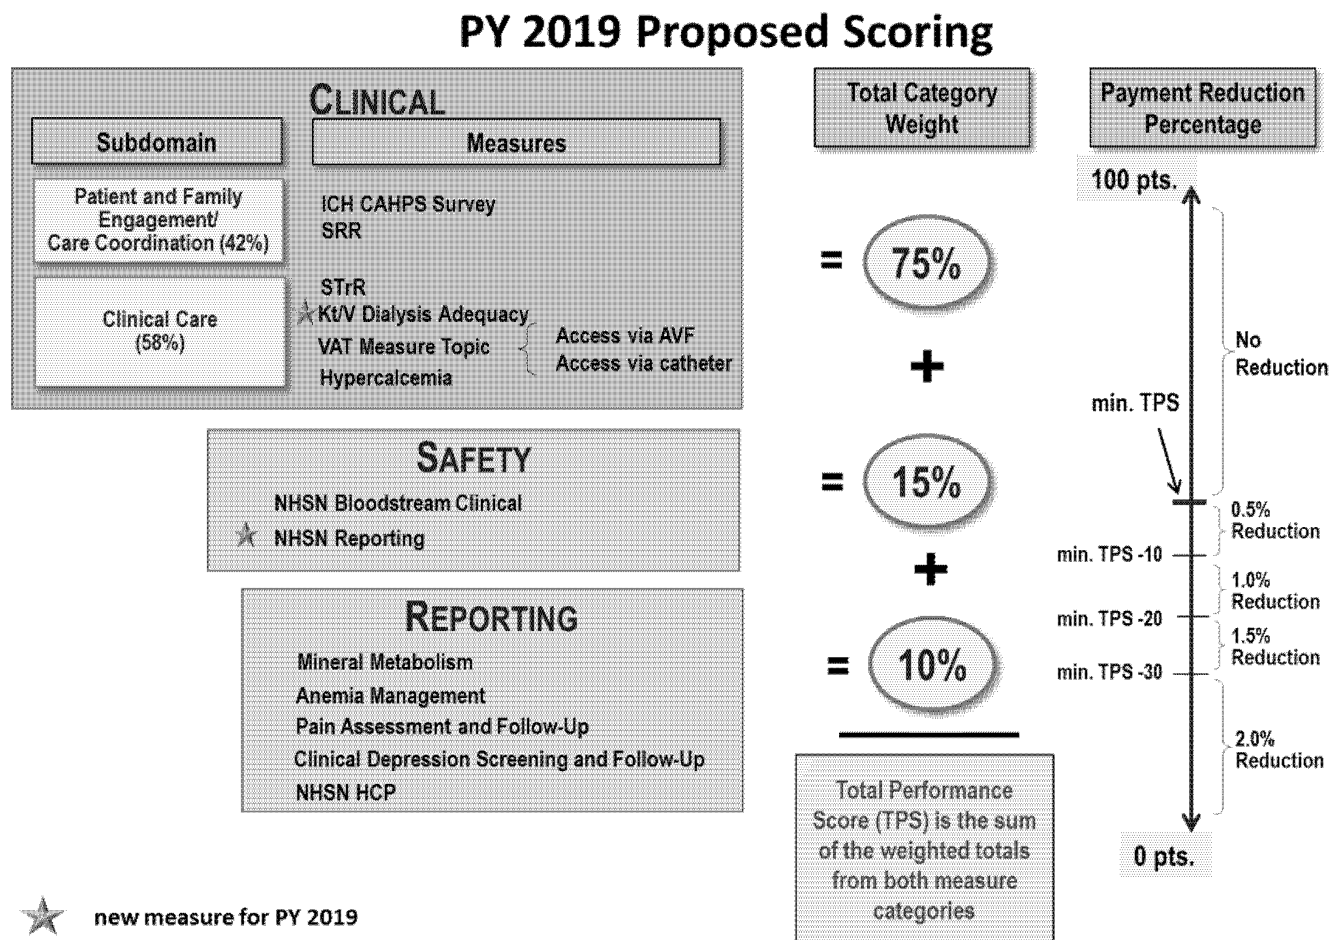 PY 2019 Proposed Scoring
CLINICAL
Subdomain
Measures
Patient and Family
Engagement/
Care Coordination (42%)
ICH CAHPS Survey
SRR
Clinical Care
(58%)
STrR
Kt/V Dialysis Adequacy
VAT Measure Topic
Access via AVF
Access via catheter
Hypercalcemia
SAFETY
NHSN Bloodstream Clinical
NHSN Reporting
REPORTING
Mineral Metabolism
Anemia Management
Pain Assessment and Follow-Up
Clinical Depression Screening and Follow-Up
NHSN HCP
new measure for PY 2019
Total Category
Weight
= 75%
+
= 15%
+
= 10%
Total Performance
Score (TPS) is the sum
of the weighted totals
from both measure
categories
Payment Reduction
Percentage
100 pts.
No
Reduction
min. TPS
0.5%
Reduction
min. TPS -10
1.0%
Reduction
min. TPS -20
1.5%
Reduction
min. TPS -30
2.0%
Reduction
0 pts.